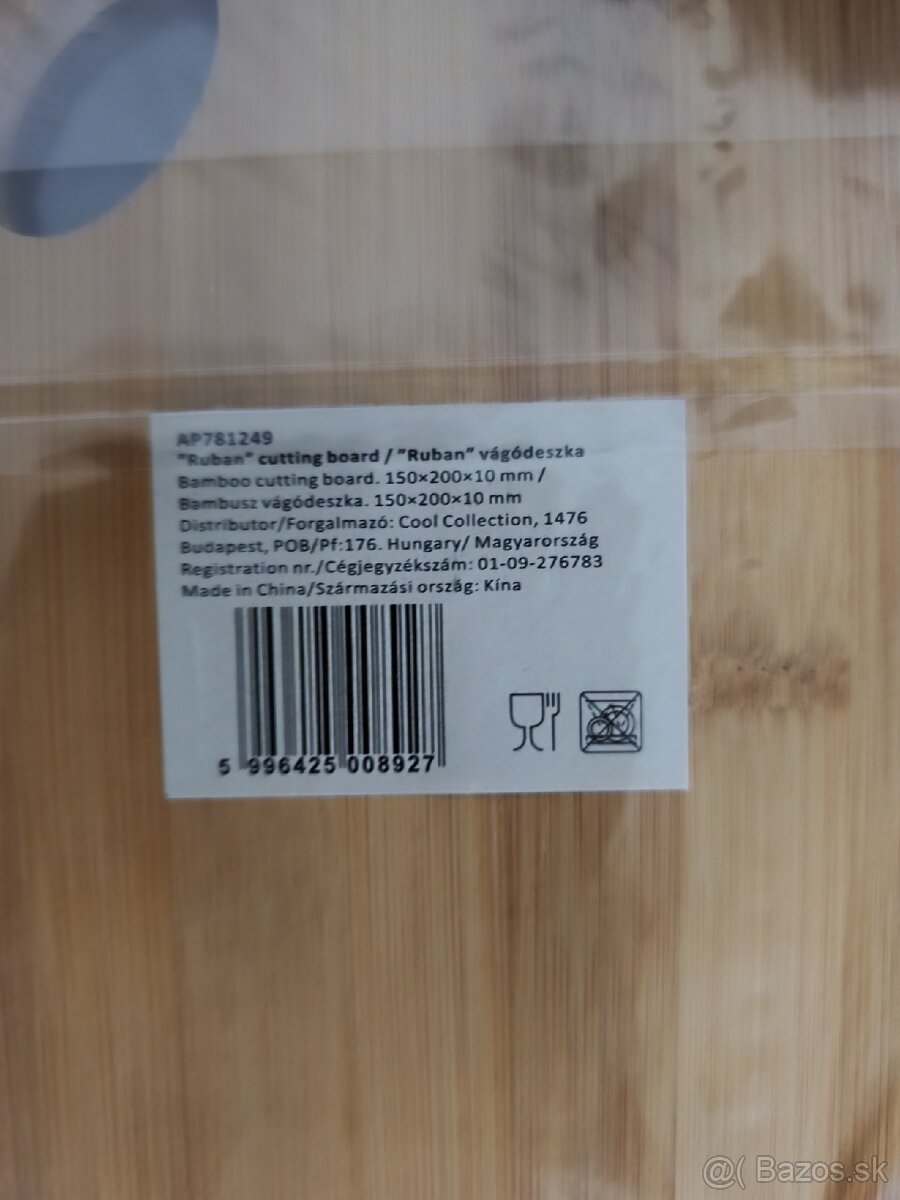 AP781249
"Ruban" cutting board / "Ruban" vágódeszka
Bamboo cutting board. 150×200×10 mm /
Bambusz vágódeszka. 150×200×10 mm
Distributor/Forgalmazó: Cool Collection, 1476
Budapest, POB/Pf:176. Hungary/ Magyarország
Registration nr./Cégjegyzékszám: 01-09-276783
Made in China/Származási ország: Kína
5 996425 008927
@( Bazos.sk